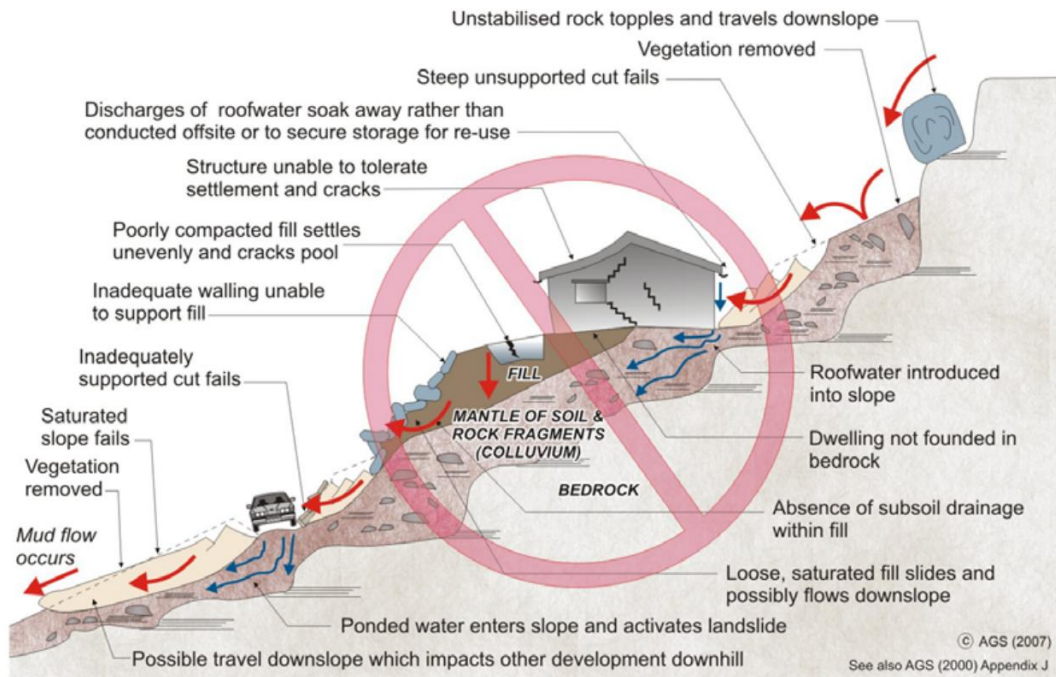 Unstabilised rock topples and travels downslope
Vegetation removed
Steep unsupported cut fails
Discharges of roofwater soak away rather than
conducted offsite or to secure storage for re-use
Structure unable to tolerate
settlement and cracks
Poorly compacted fill settles
unevenly and cracks pool
Inadequate walling unable
to support fill
Inadequately
supported cut fails
Saturated
slope fails
Vegetation
removed
Mud flow
occurs
FILL
MANTLE OF SOIL &
ROCK FRAGMENTS
(COLLUVIUM)
BEDROCK
Roofwater introduced
into slope
Dwelling not founded in
bedrock
Absence of subsoil drainage
within fill
Loose, saturated fill slides and
possibly flows downslope
Ponded water enters slope and activates landslide
Possible travel downslope which impacts other development downhill
© AGS (2007)
See also AGS (2000) Appendix J